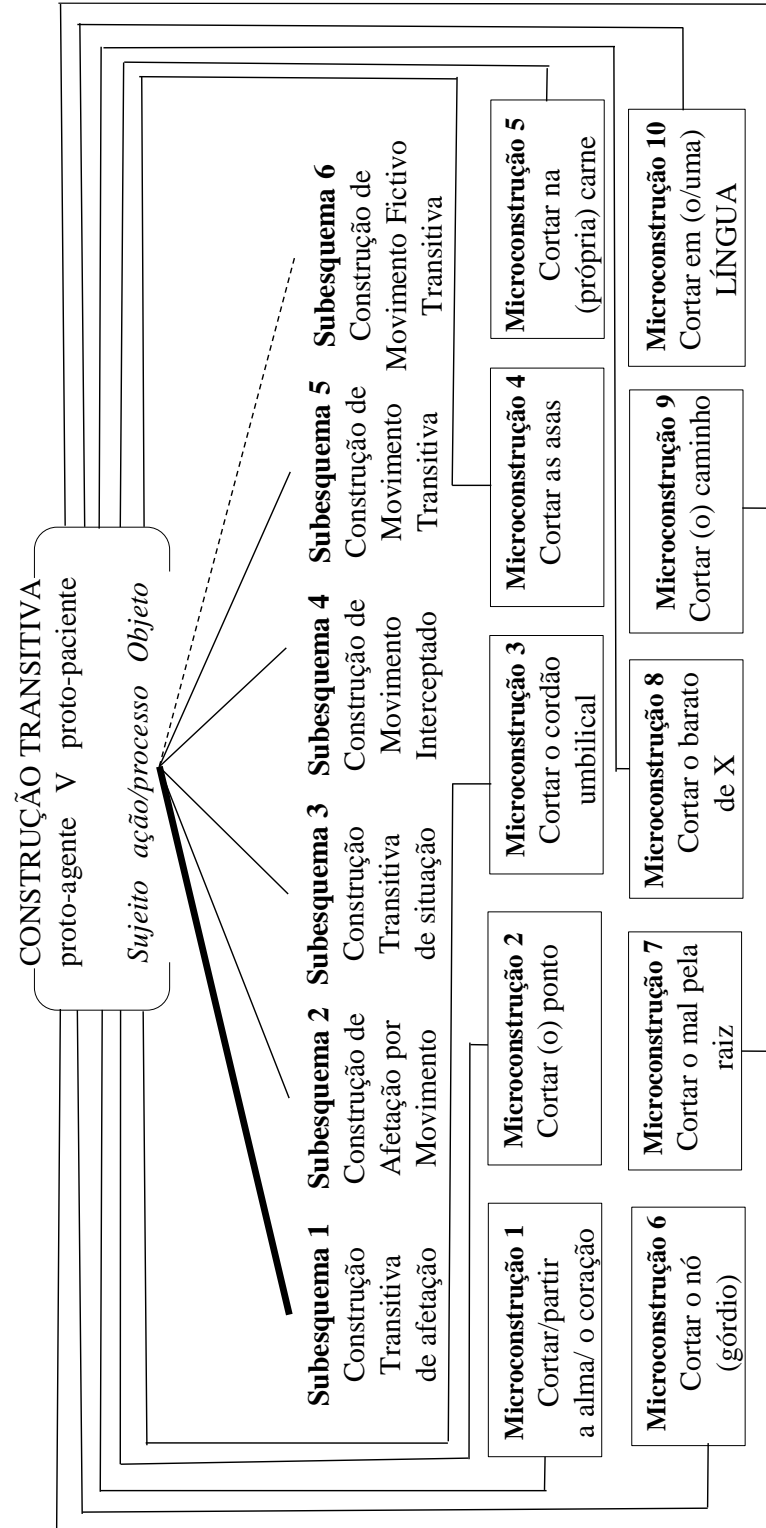 CONSTRUÇÃO TRANSITIVA
proto-agente V proto-paciente
Sujeito ação/processo Objeto
Subesquema 1
Construção
Transitiva
de afetação
Subesquema 2
Construção de
Afetação por
Movimento
Subesquema 3
Construção
Transitiva
de situação
Subesquema 4
Construção de
Movimento
Interceptado
Subesquema 5
Construção de
Movimento
Transitiva
Subesquema 6
Construção de
Movimento Fictivo
Transitiva
Microconstrução 1
Cortar/partir
a alma/ o coração
Microconstrução 2
Cortar (o) ponto
Microconstrução 3
Cortar o cordão
umbilical
Microconstrução 4
Cortar as asas
Microconstrução 5
Cortar na
(própria) carne
Microconstrução 6
Cortar o nó
(górdio)
Microconstrução 7
Cortar o mal pela
raiz
Microconstrução 8
Cortar o barato
de X
Microconstrução 9
Cortar (o) caminho
Microconstrução 10
Cortar em (o/uma)
LÍNGUA